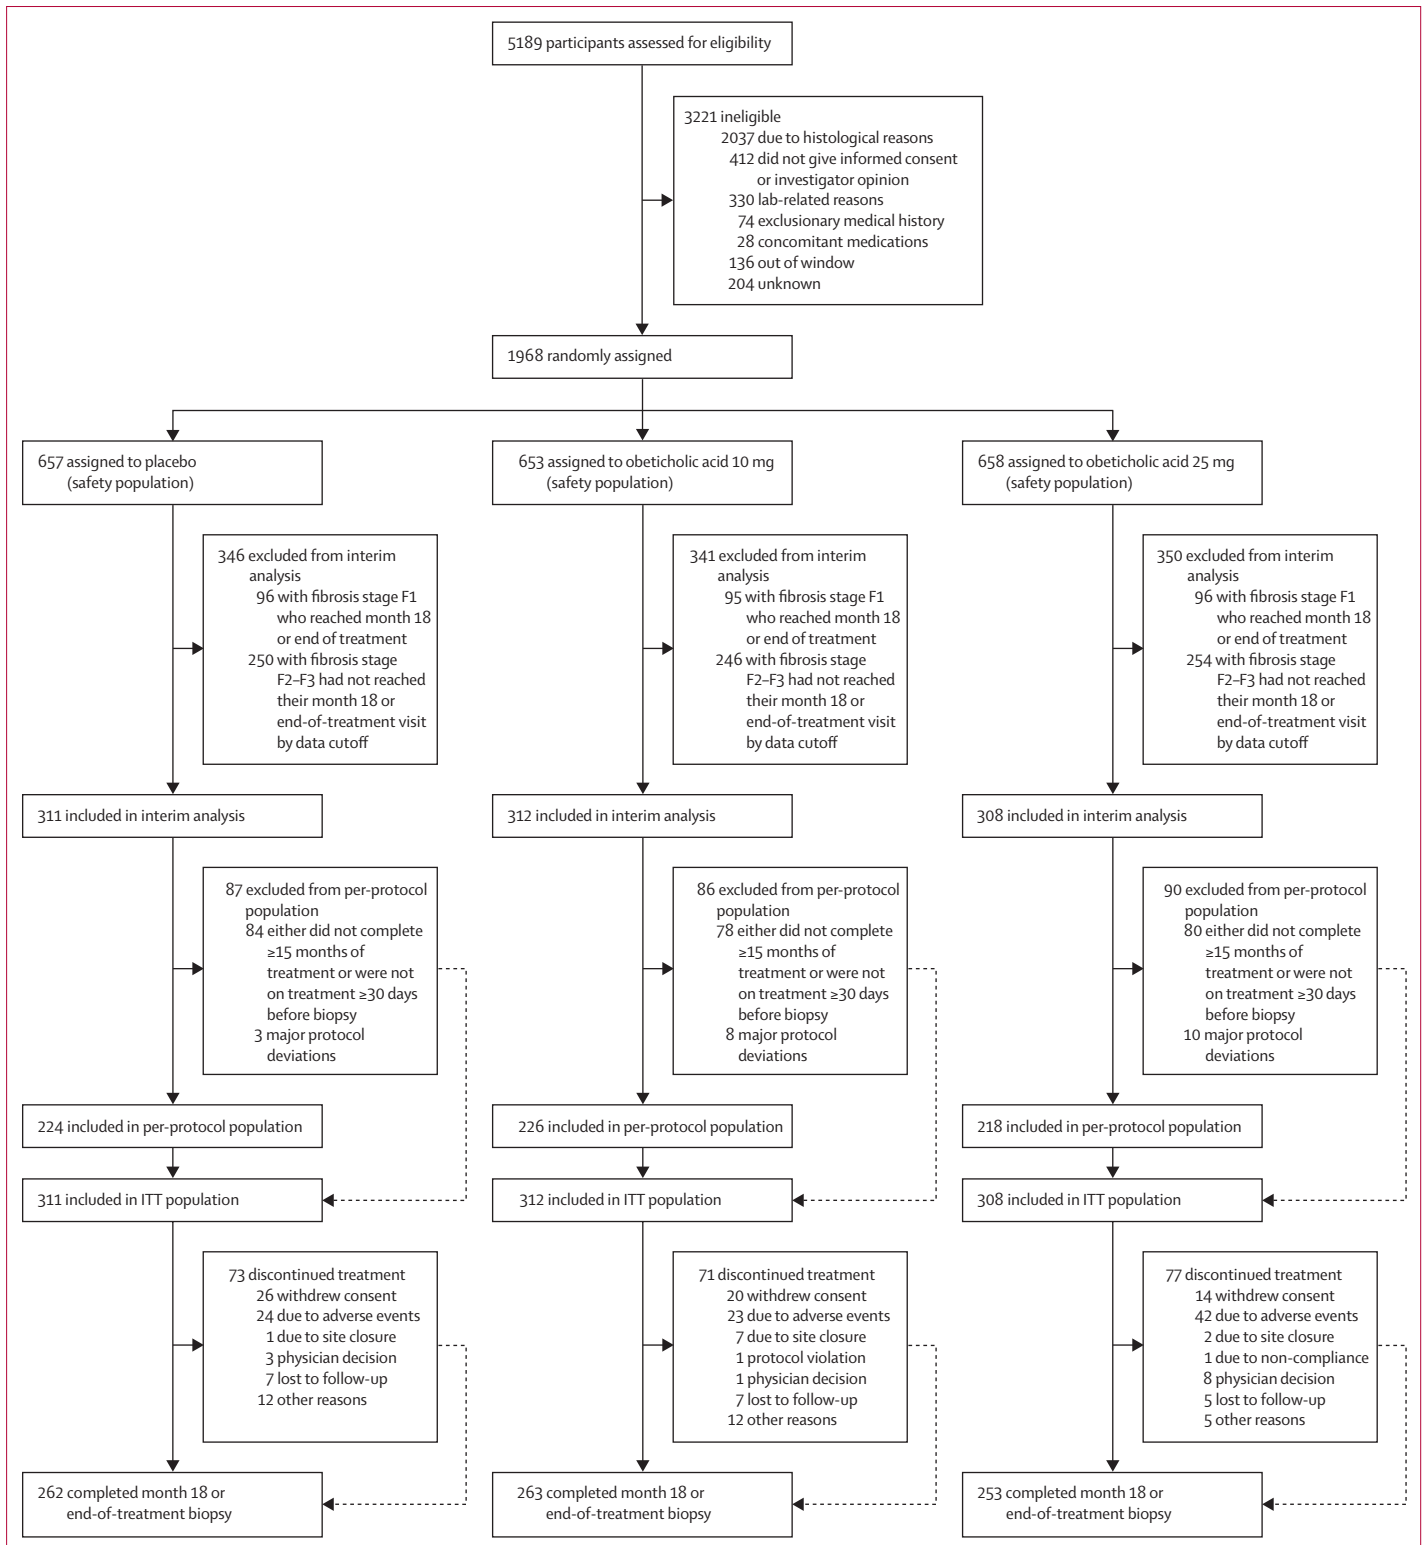 5189 participants assessed for eligibility
3221 ineligible
2037 due to histological reasons
412 did not give informed consent
or investigator opinion
330 lab-related reasons
74 exclusionary medical history
28 concomitant medications
136 out of window
204 unknown
1968 randomly assigned
657 assigned to placebo
(safety population)
653 assigned to obeticholic acid 10 mg
(safety population)
658 assigned to obeticholic acid 25 mg
(safety population)
346 excluded from interim
analysis
96 with fibrosis stage F1
who reached month 18
or end of treatment
250 with fibrosis stage
F2–F3 had not reached
their month 18 or
end-of-treatment visit
by data cutoff
341 excluded from interim
analysis
95 with fibrosis stage F1
who reached month 18
or end of treatment
246 with fibrosis stage
F2–F3 had not reached
their month 18 or
end-of-treatment visit
by data cutoff
350 excluded from interim
analysis
96 with fibrosis stage F1
who reached month 18
or end of treatment
254 with fibrosis stage
F2–F3 had not reached
their month 18 or
end-of-treatment visit
by data cutoff
311 included in interim analysis
312 included in interim analysis
308 included in interim analysis
87 excluded from per-protocol
population
84 either did not complete
≥15 months of
treatment or were not
on treatment ≥30 days
before biopsy
3 major protocol
deviations
86 excluded from per-protocol
population
78 either did not complete
≥15 months of
treatment or were not
on treatment ≥30 days
before biopsy
8 major protocol
deviations
90 excluded from per-protocol
population
80 either did not complete
≥15 months of
treatment or were not
on treatment ≥30 days
before biopsy
10 major protocol
deviations
224 included in per-protocol population
226 included in per-protocol population
218 included in per-protocol population
311 included in ITT population
312 included in ITT population
308 included in ITT population
73 discontinued treatment
26 withdrew consent
24 due to adverse events
1 due to site closure
3 physician decision
7 lost to follow-up
12 other reasons
71 discontinued treatment
20 withdrew consent
23 due to adverse events
7 due to site closure
1 protocol violation
1 physician decision
7 lost to follow-up
12 other reasons
77 discontinued treatment
14 withdrew consent
42 due to adverse events
2 due to site closure
1 due to non-compliance
8 physician decision
5 lost to follow-up
5 other reasons
262 completed month 18 or
end-of-treatment biopsy
263 completed month 18 or
end-of-treatment biopsy
253 completed month 18 or
end-of-treatment biopsy